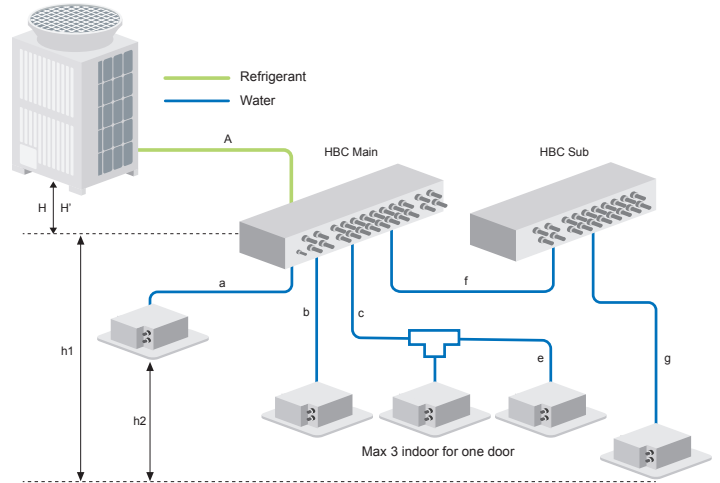 Refrigerant
Water
A
HBC Main
HBC Sub
H H'
a
f
b
c
h1
e
g
h2
Max 3 indoor for one door